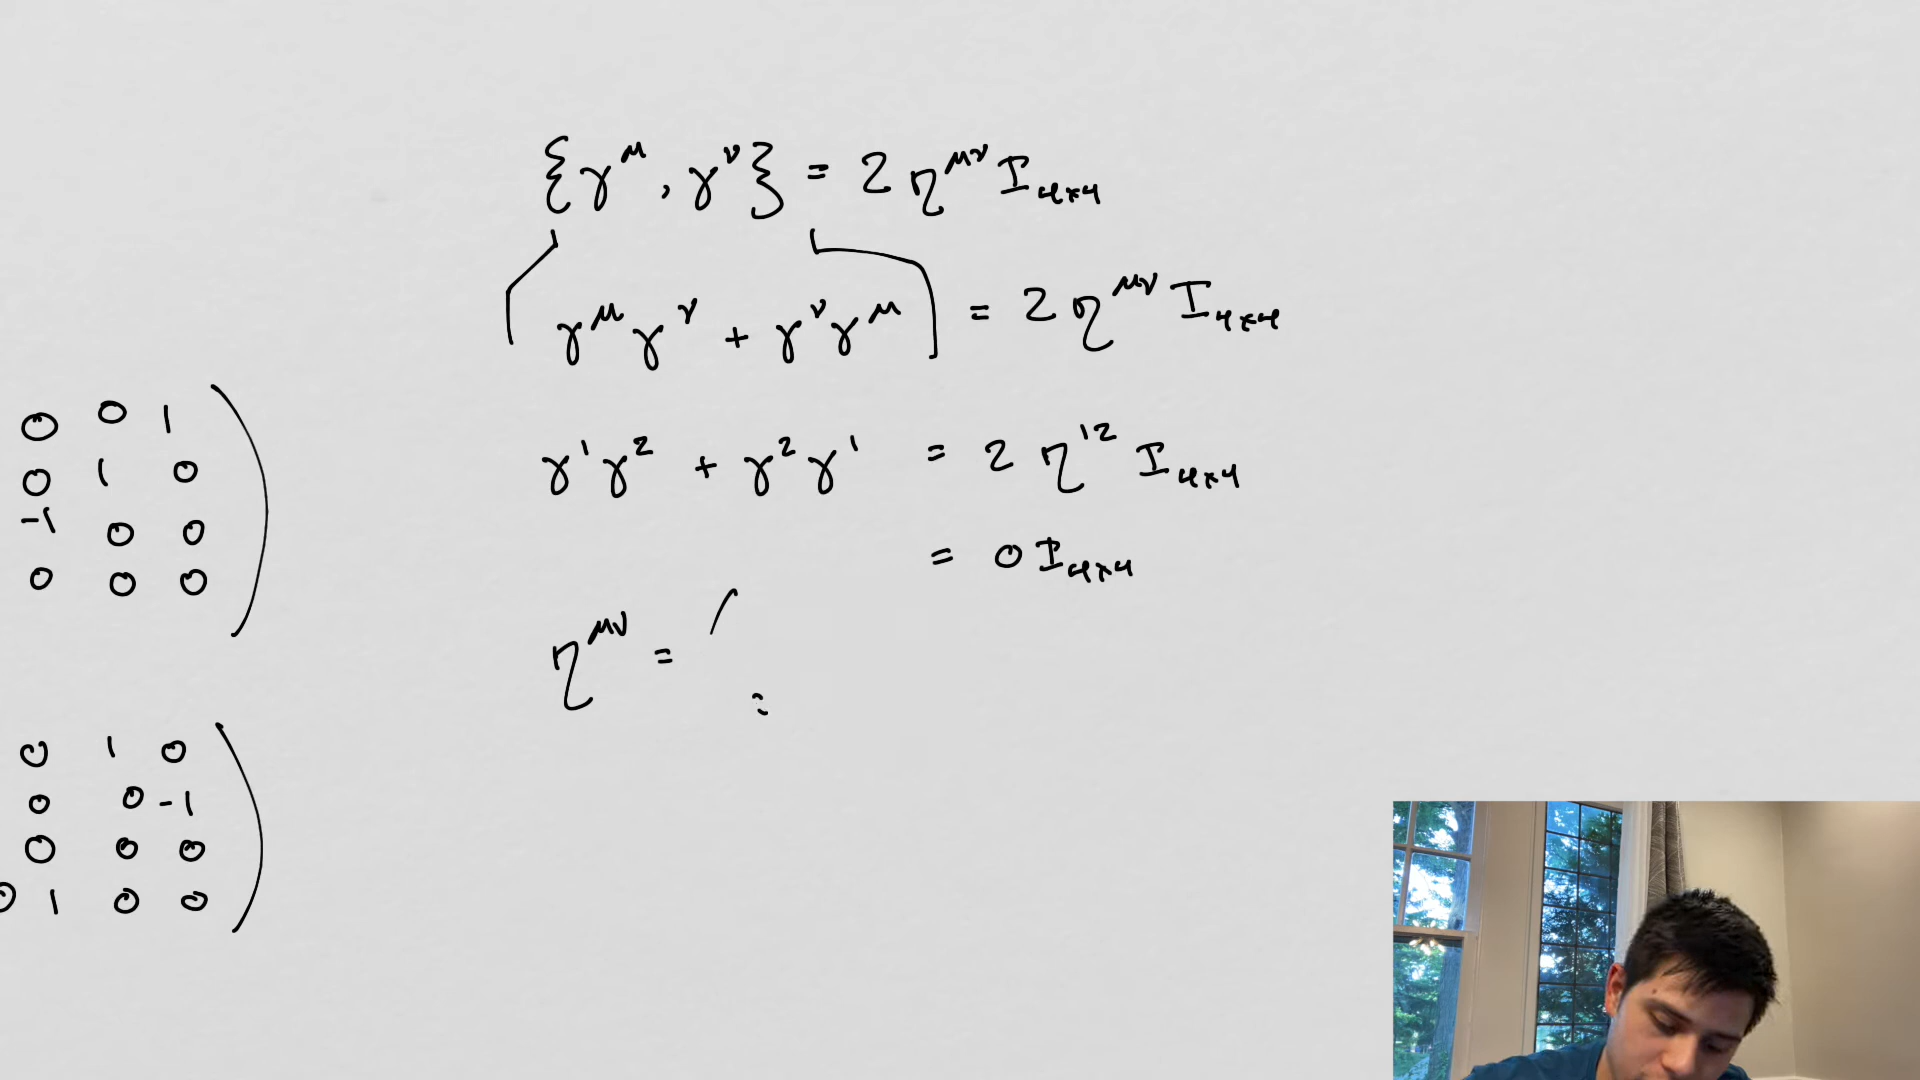 {γ^μ, γ^ν} = 2 η^μν I_4×4
γ^μ γ^ν + γ^ν γ^μ = 2 η^μν I_4×4
γ^1 γ^2 + γ^2 γ^1 = 2 η^12 I_4×4
= 0 I_4×4
η^μν = (
:
0 0 1
0 1 0
-1 0 0
0 0 0 )
0 1 0
0 0 -1
0 0 0
0 1 0 0 )